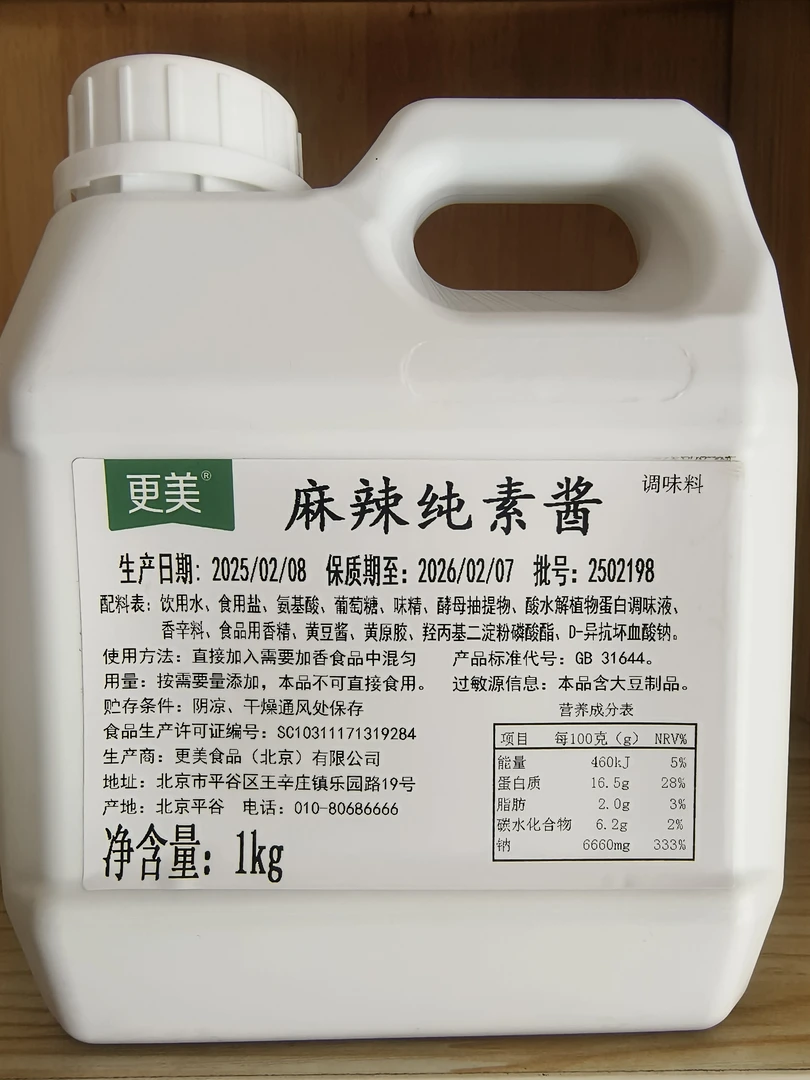 更美®
麻辣纯素酱
调味料
生产日期：2025/02/08 保质期至：2026/02/07 批号：2502198
配料表：饮用水、食用盐、氨基酸、葡萄糖、味精、酵母抽提物、酸水解植物蛋白调味液、
香辛料、食品用香精、黄豆酱、黄原胶、羟丙基二淀粉磷酸酯、D-异抗坏血酸钠。
使用方法：直接加入需要加香食品中混匀 产品标准代号：GB 31644。
用量：按需要量添加，本品不可直接食用。 过敏源信息：本品含大豆制品。
贮存条件：阴凉、干燥通风处保存
食品生产许可证编号：SC10311171319284
生产商：更美食品（北京）有限公司
地址：北京市平谷区王辛庄镇乐园路19号
产地：北京平谷 电话：010-80686666
净含量：1kg
营养成分表
项目 每100克（g） NRV%
能量 460kJ 5%
蛋白质 16.5g 28%
脂肪 2.0g 3%
碳水化合物 6.2g 2%
钠 6660mg 333%